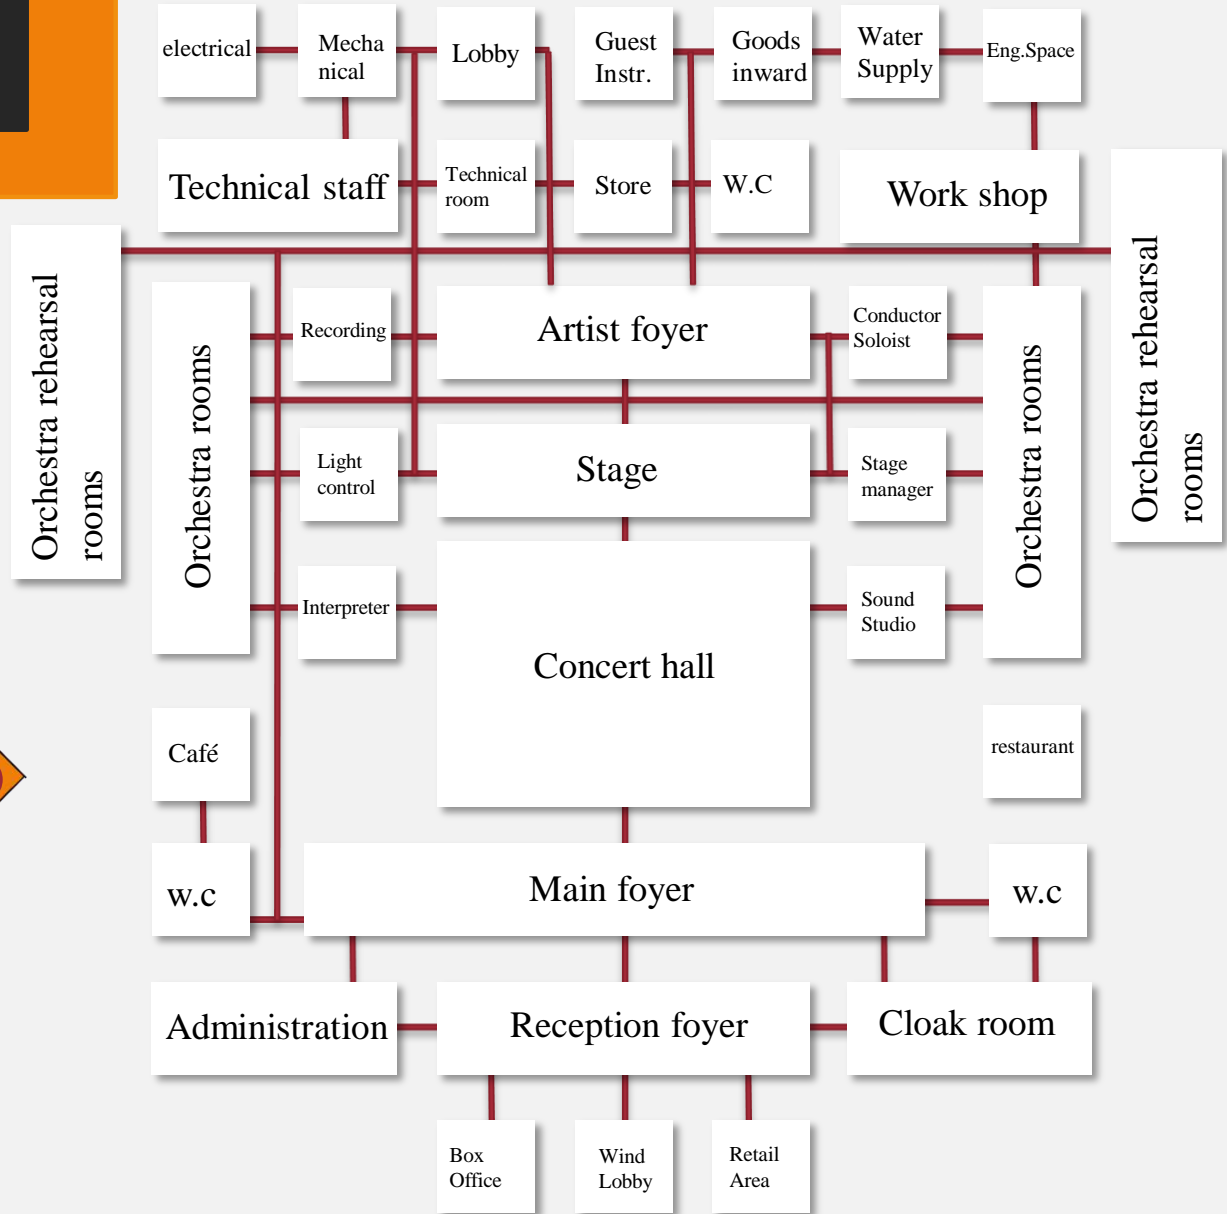 electrical
Mecha
nical
Lobby
Guest
Instr.
Goods
inward
Water
Supply
Eng.Space
Technical staff
Technical
room
Store
W.C
Work shop
Orchestra rehearsal
rooms
Orchestra rooms
Recording
Artist foyer
Conductor
Soloist
Orchestra rooms
Orchestra rehearsal
rooms
Light
control
Stage
Stage
manager
Interpreter
Concert hall
Sound
Studio
Café
restaurant
w.c
Main foyer
w.c
Administration
Reception foyer
Cloak room
Box
Office
Wind
Lobby
Retail
Area